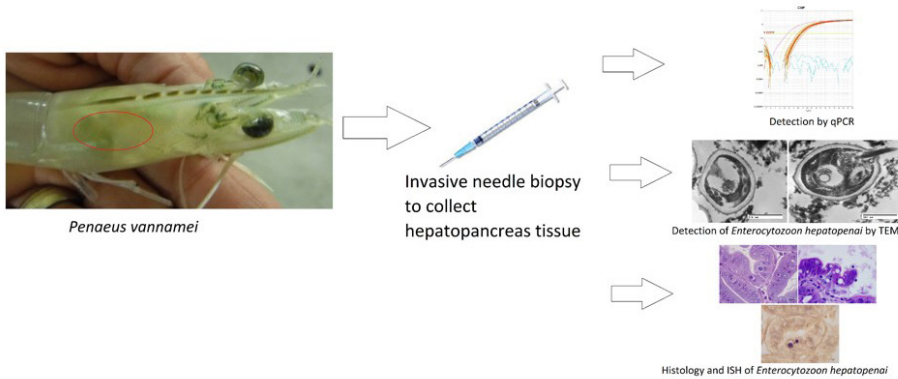 Penaeus vannamei
Invasive needle biopsy
to collect
hepatopancreas tissue
Detection by qPCR
Detection of Enterocytozoon hepatopenai by TEM
Histology and ISH of Enterocytozoon hepatopenai